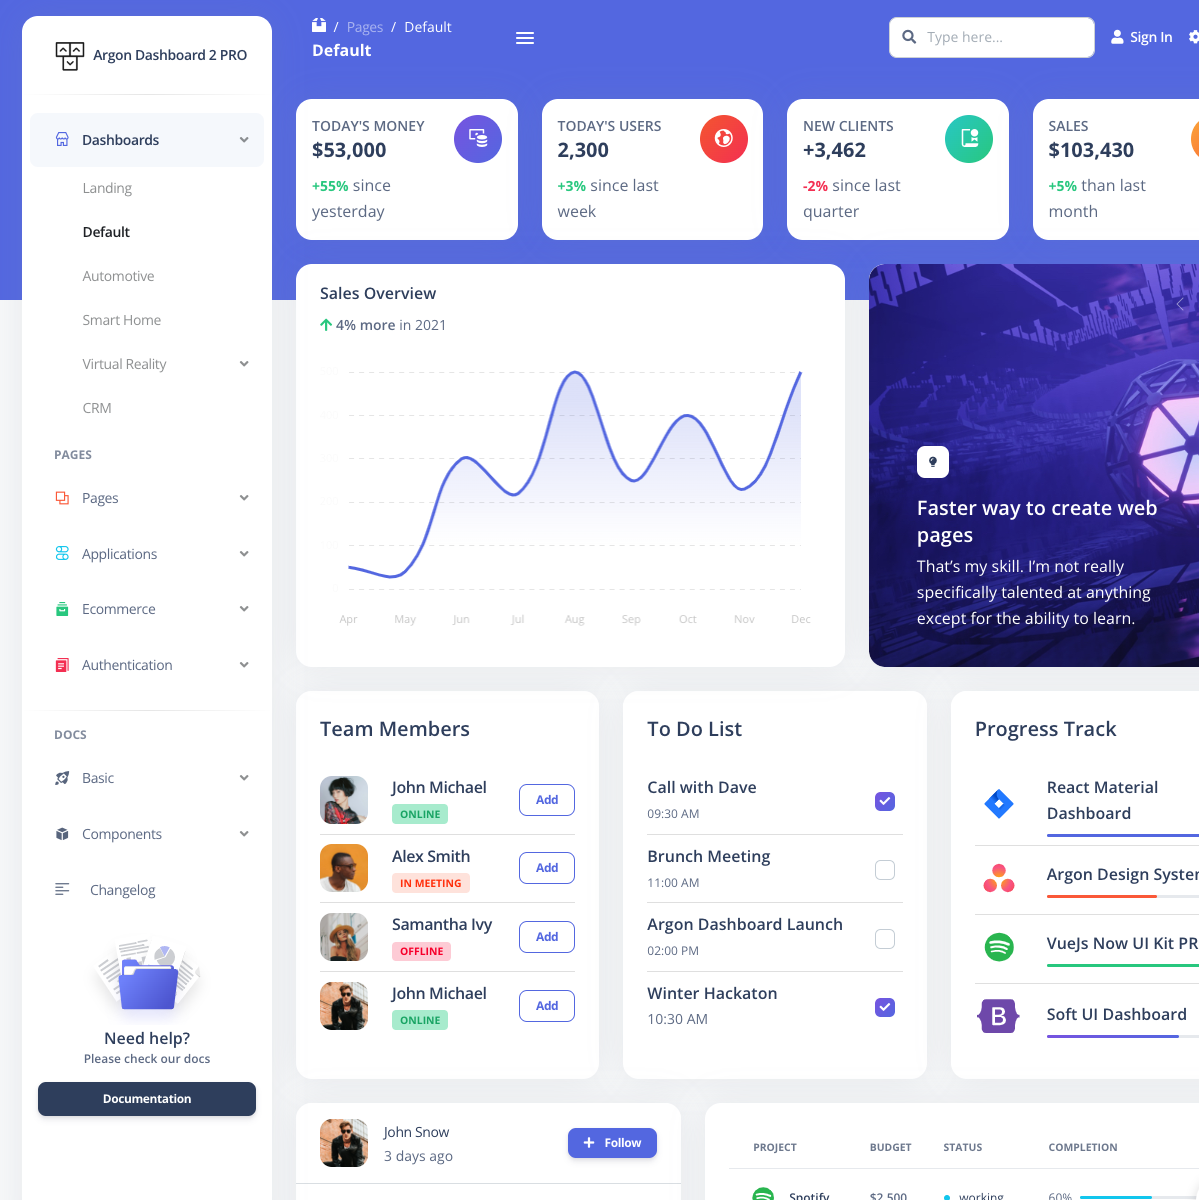 Argon Dashboard 2 PRO
Dashboards
Landing
Default
Automotive
Smart Home
Virtual Reality
CRM
PAGES
Pages
Applications
Ecommerce
Authentication
DOCS
Basic
Components
Changelog
Need help?
Please check our docs
Documentation
/ Pages / Default
Default
Type here...
Sign In
TODAY'S MONEY
$53,000
+55% since
yesterday
TODAY'S USERS
2,300
+3% since last
week
NEW CLIENTS
+3,462
-2% since last
quarter
SALES
$103,430
+5% than last
month
Sales Overview
4% more in 2021
Apr May Jun Jul Aug Sep Oct Nov Dec
Faster way to create web
pages
That’s my skill. I’m not really
specifically talented at anything
except for the ability to learn.
Team Members
John Michael
ONLINE
Add
Alex Smith
IN MEETING
Add
Samantha Ivy
OFFLINE
Add
John Michael
ONLINE
Add
To Do List
Call with Dave
09:30 AM
Brunch Meeting
11:00 AM
Argon Dashboard Launch
02:00 PM
Winter Hackaton
10:30 AM
Progress Track
React Material
Dashboard
Argon Design System
VueJs Now UI Kit PR
B
Soft UI Dashboard
John Snow
3 days ago
Follow
PROJECT BUDGET STATUS COMPLETION
Spotify $2,500 working 60%